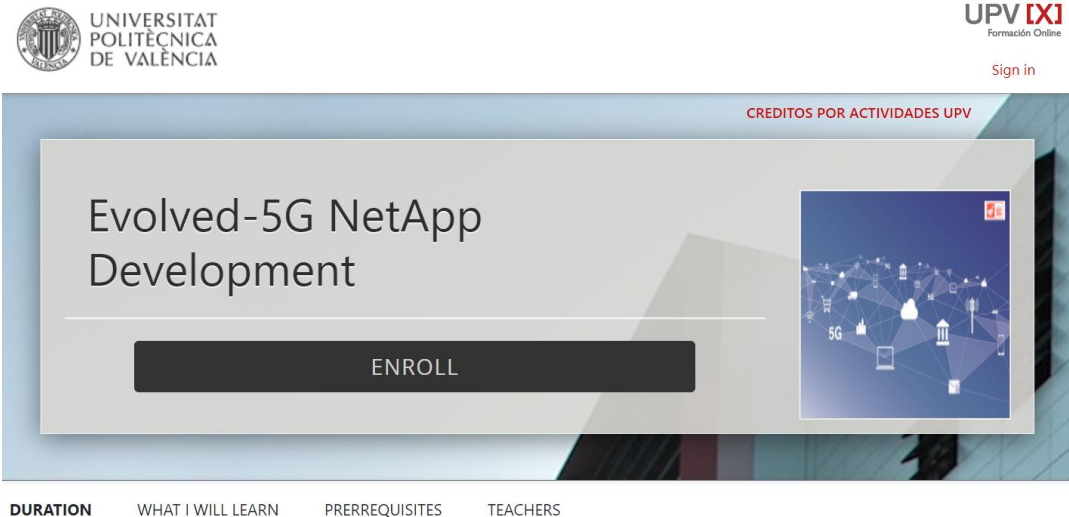 UNIVERSITAT
POLITÈCNICA
DE VALÈNCIA
UPV [X]
Formación Online
Sign in
CREDITOS POR ACTIVIDADES UPV
Evolved-5G NetApp
Development
ENROLL
5G
DURATION WHAT I WILL LEARN PRERREQUISITES TEACHERS